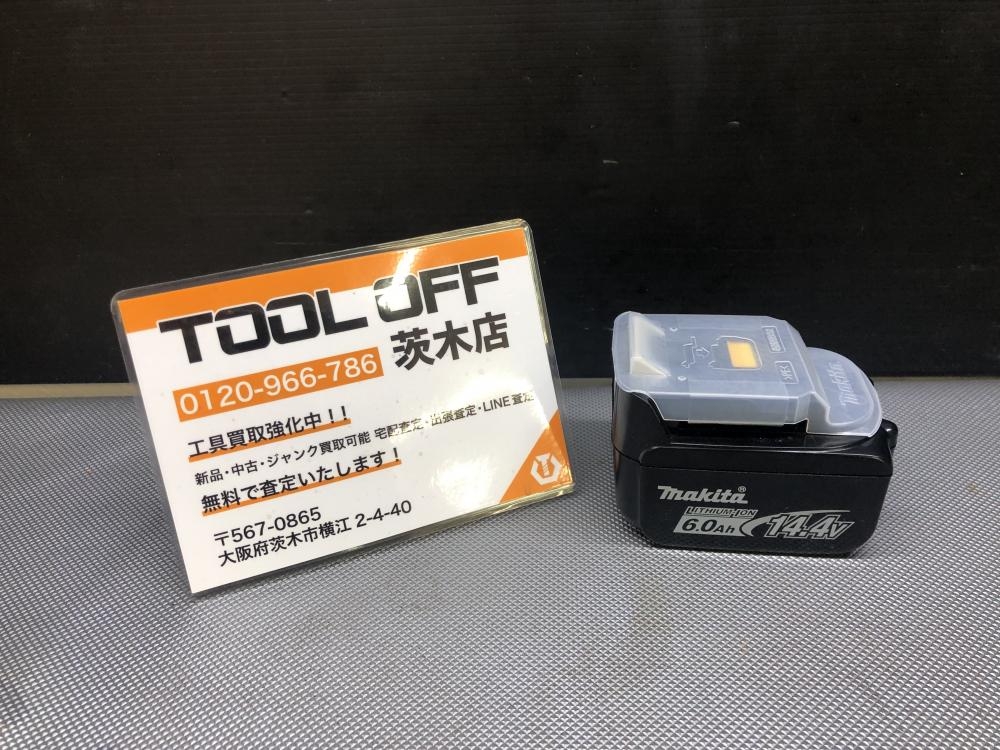 TOOL OFF
茨木店
0120-966-786
工具買取強化中！！
新品・中古・ジャンク買取可能 宅配査定・出張査定・LINE査定
無料で査定いたします！
〒567-0865
大阪府茨木市横江 2-4-40
makita
makita®
LITHIUM-ION
6.0Ah 14.4V